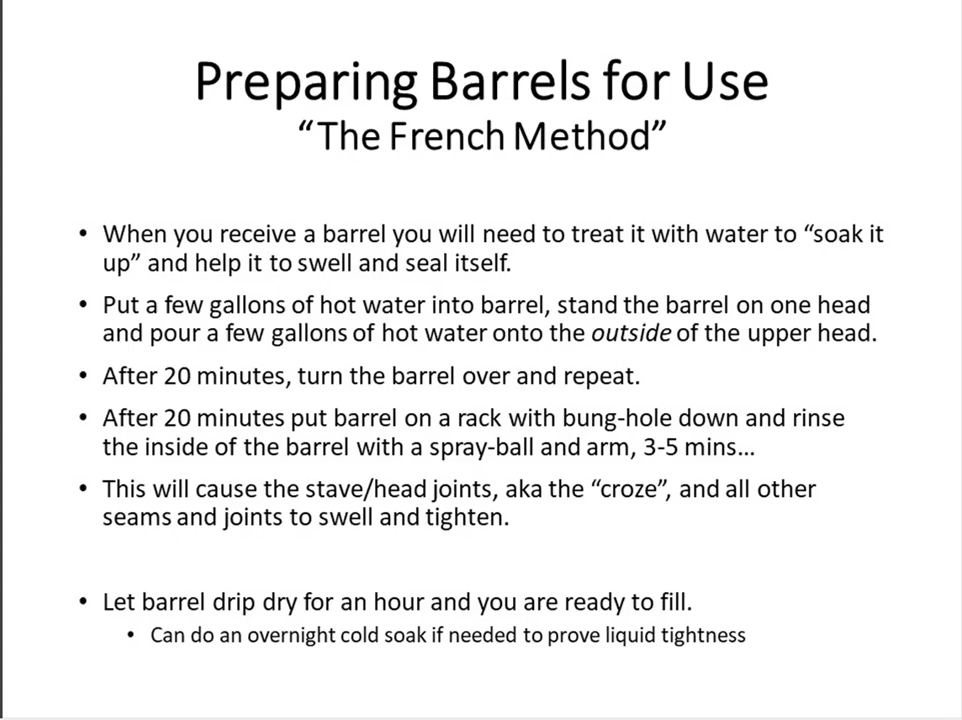 Preparing Barrels for Use
“The French Method”
• When you receive a barrel you will need to treat it with water to “soak it
up” and help it to swell and seal itself.
• Put a few gallons of hot water into barrel, stand the barrel on one head
and pour a few gallons of hot water onto the outside of the upper head.
• After 20 minutes, turn the barrel over and repeat.
• After 20 minutes put barrel on a rack with bung-hole down and rinse
the inside of the barrel with a spray-ball and arm, 3-5 mins…
• This will cause the stave/head joints, aka the “croze”, and all other
seams and joints to swell and tighten.
• Let barrel drip dry for an hour and you are ready to fill.
• Can do an overnight cold soak if needed to prove liquid tightness